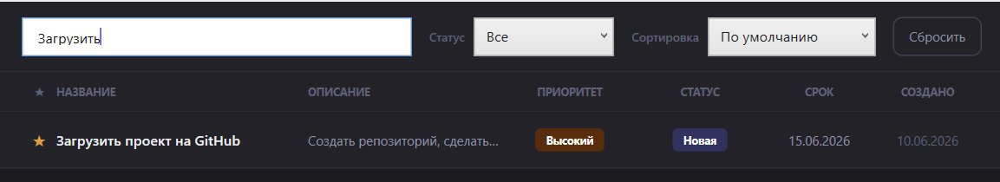 Загрузить Статус Все Сортировка По умолчанию Сбросить
★ НАЗВАНИЕ ОПИСАНИЕ ПРИОРИТЕТ СТАТУС СРОК СОЗДАНО
★ Загрузить проект на GitHub Создать репозиторий, сделать... Высокий Новая 15.06.2026 10.06.2026